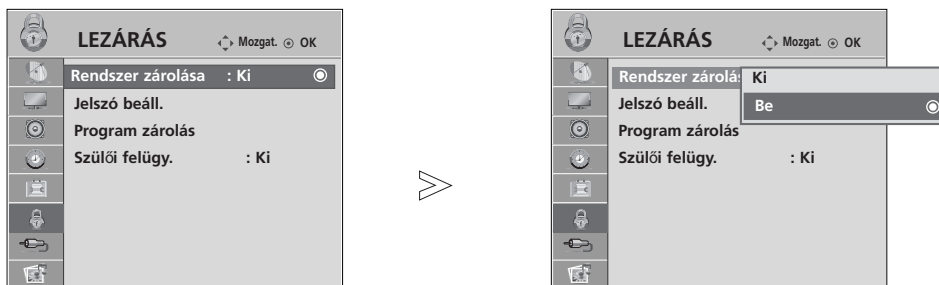 LEZÁRÁS Mozgat. OK
Rendszer zárolása : Ki
Jelszó beáll.
Program zárolás
Szülői felügy. : Ki
LEZÁRÁS Mozgat. OK
Rendszer zárolás
Ki
Jelszó beáll.
Be
Program zárolás
Szülői felügy. : Ki